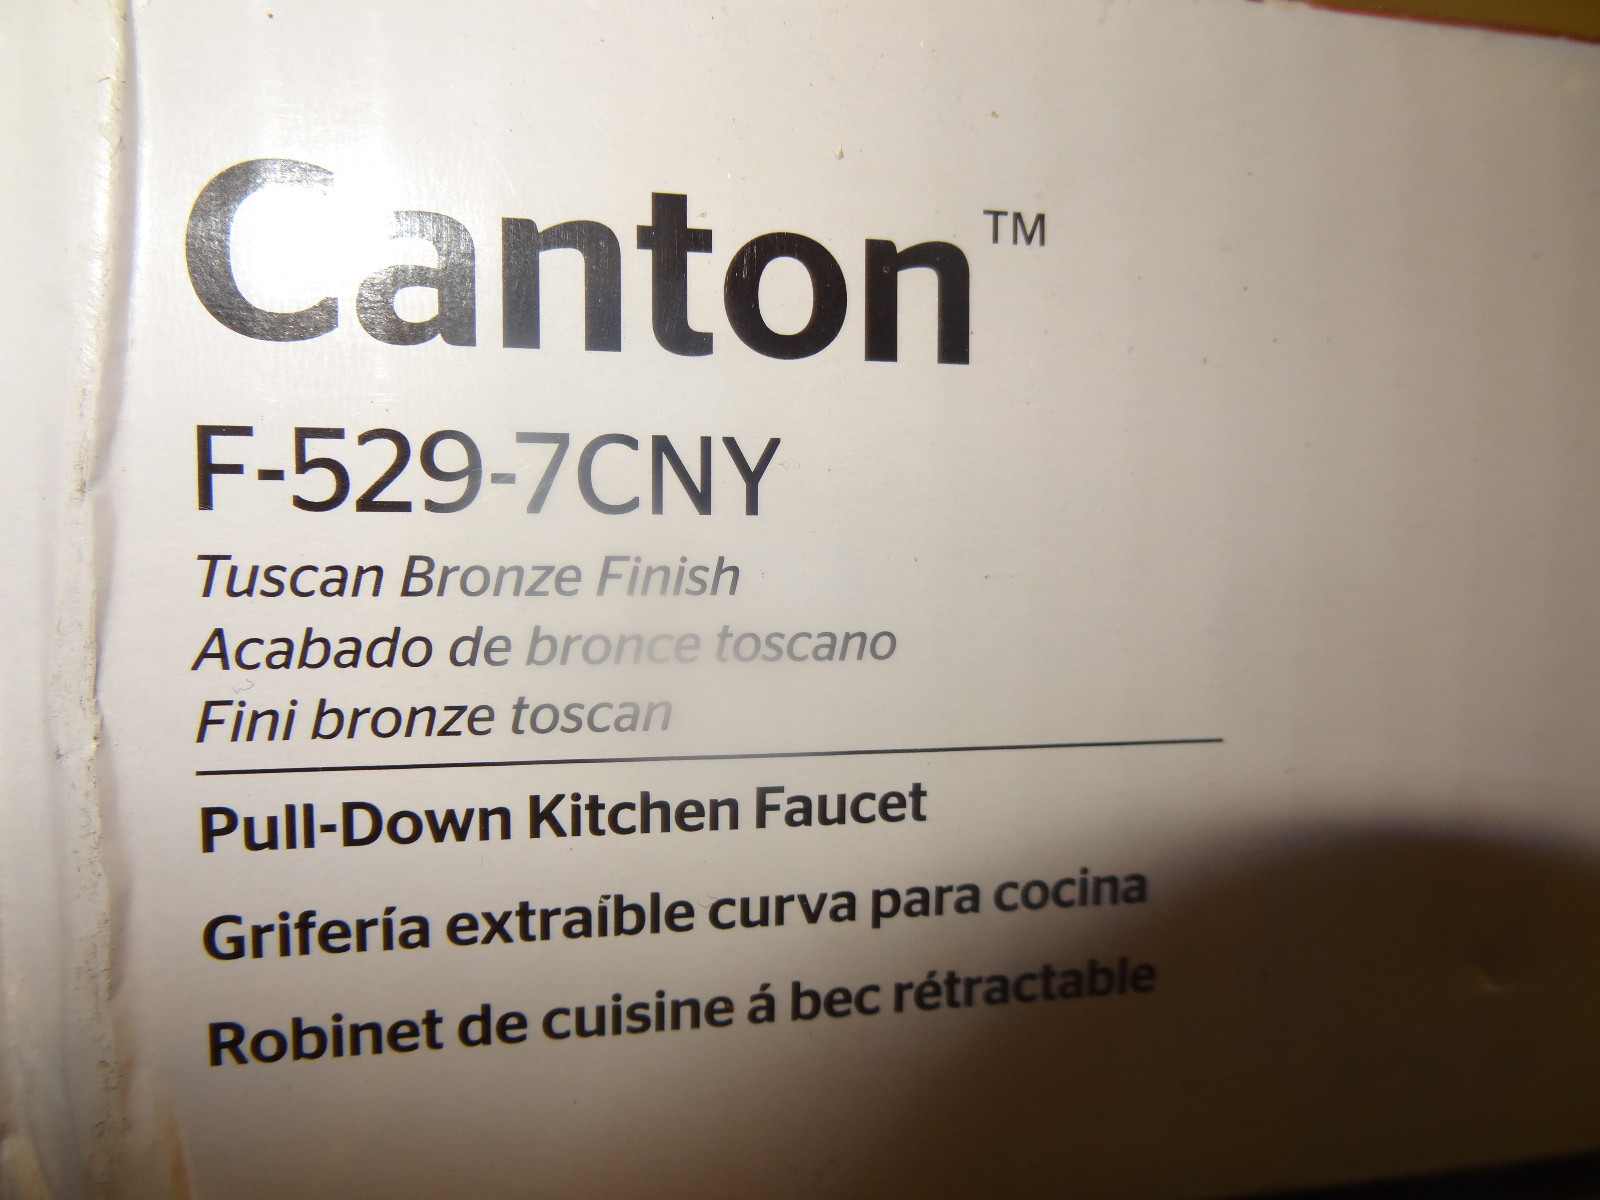 Canton™
F-529-7CNY
Tuscan Bronze Finish
Acabado de bronce toscano
Fini bronze toscan
Pull-Down Kitchen Faucet
Grifería extraíble curva para cocina
Robinet de cuisine á bec rétractable